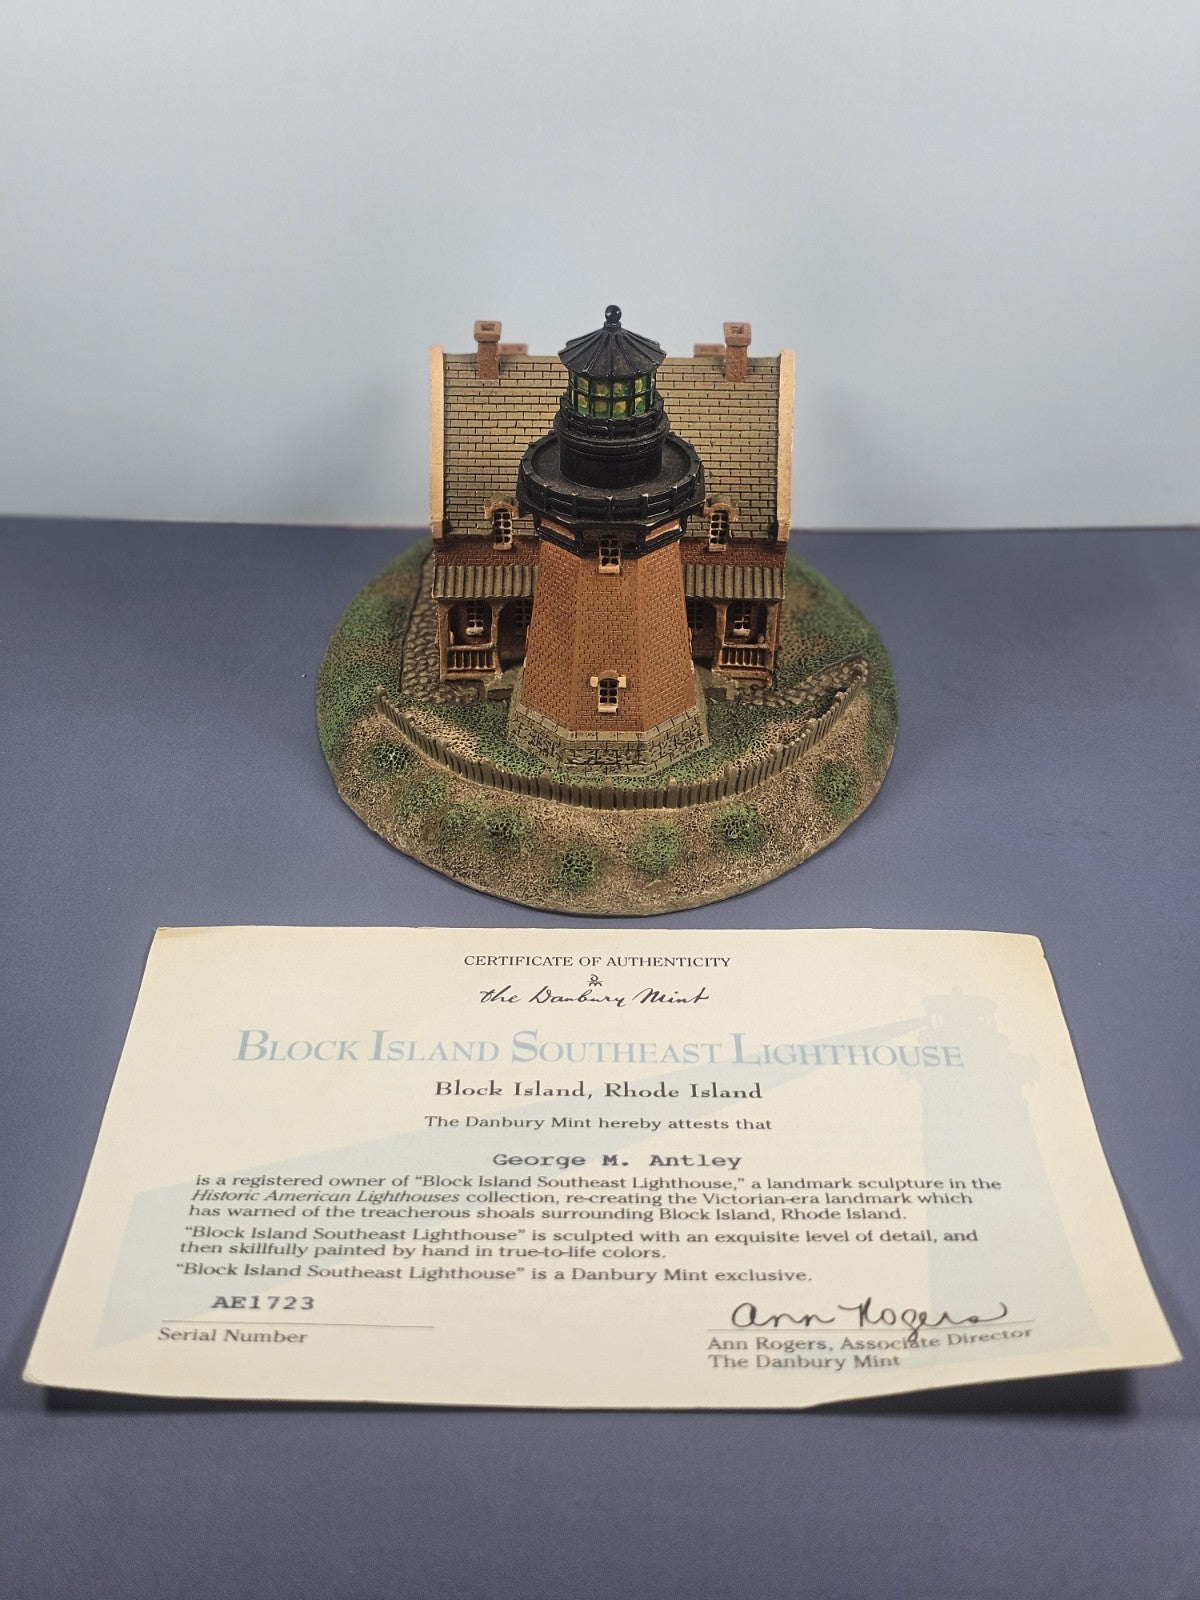 CERTIFICATE OF AUTHENTICITY
the Danbury Mint
BLOCK ISLAND SOUTHEAST LIGHTHOUSE
Block Island, Rhode Island
The Danbury Mint hereby attests that
George M. Antley
is a registered owner of “Block Island Southeast Lighthouse,” a landmark sculpture in the
Historic American Lighthouses collection, re-creating the Victorian-era landmark which
has warned of the treacherous shoals surrounding Block Island, Rhode Island.
“Block Island Southeast Lighthouse” is sculpted with an exquisite level of detail, and
then skillfully painted by hand in true-to-life colors.
“Block Island Southeast Lighthouse” is a Danbury Mint exclusive.
AE1723
Serial Number
Ann Rogers
Ann Rogers, Associate Director
The Danbury Mint